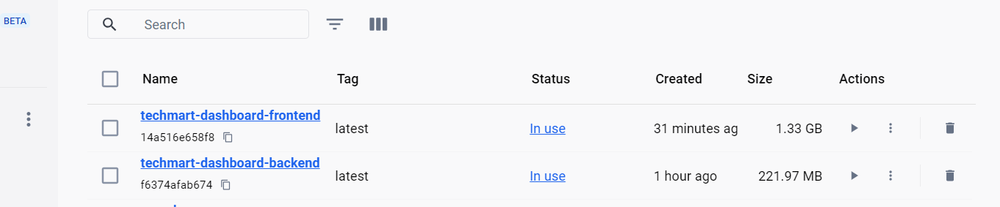 BETA
Search
Name Tag Status Created Size Actions
techmart-dashboard-frontend
14a516e658f8
latest In use 31 minutes ag 1.33 GB
techmart-dashboard-backend
f6374afab674
latest In use 1 hour ago 221.97 MB